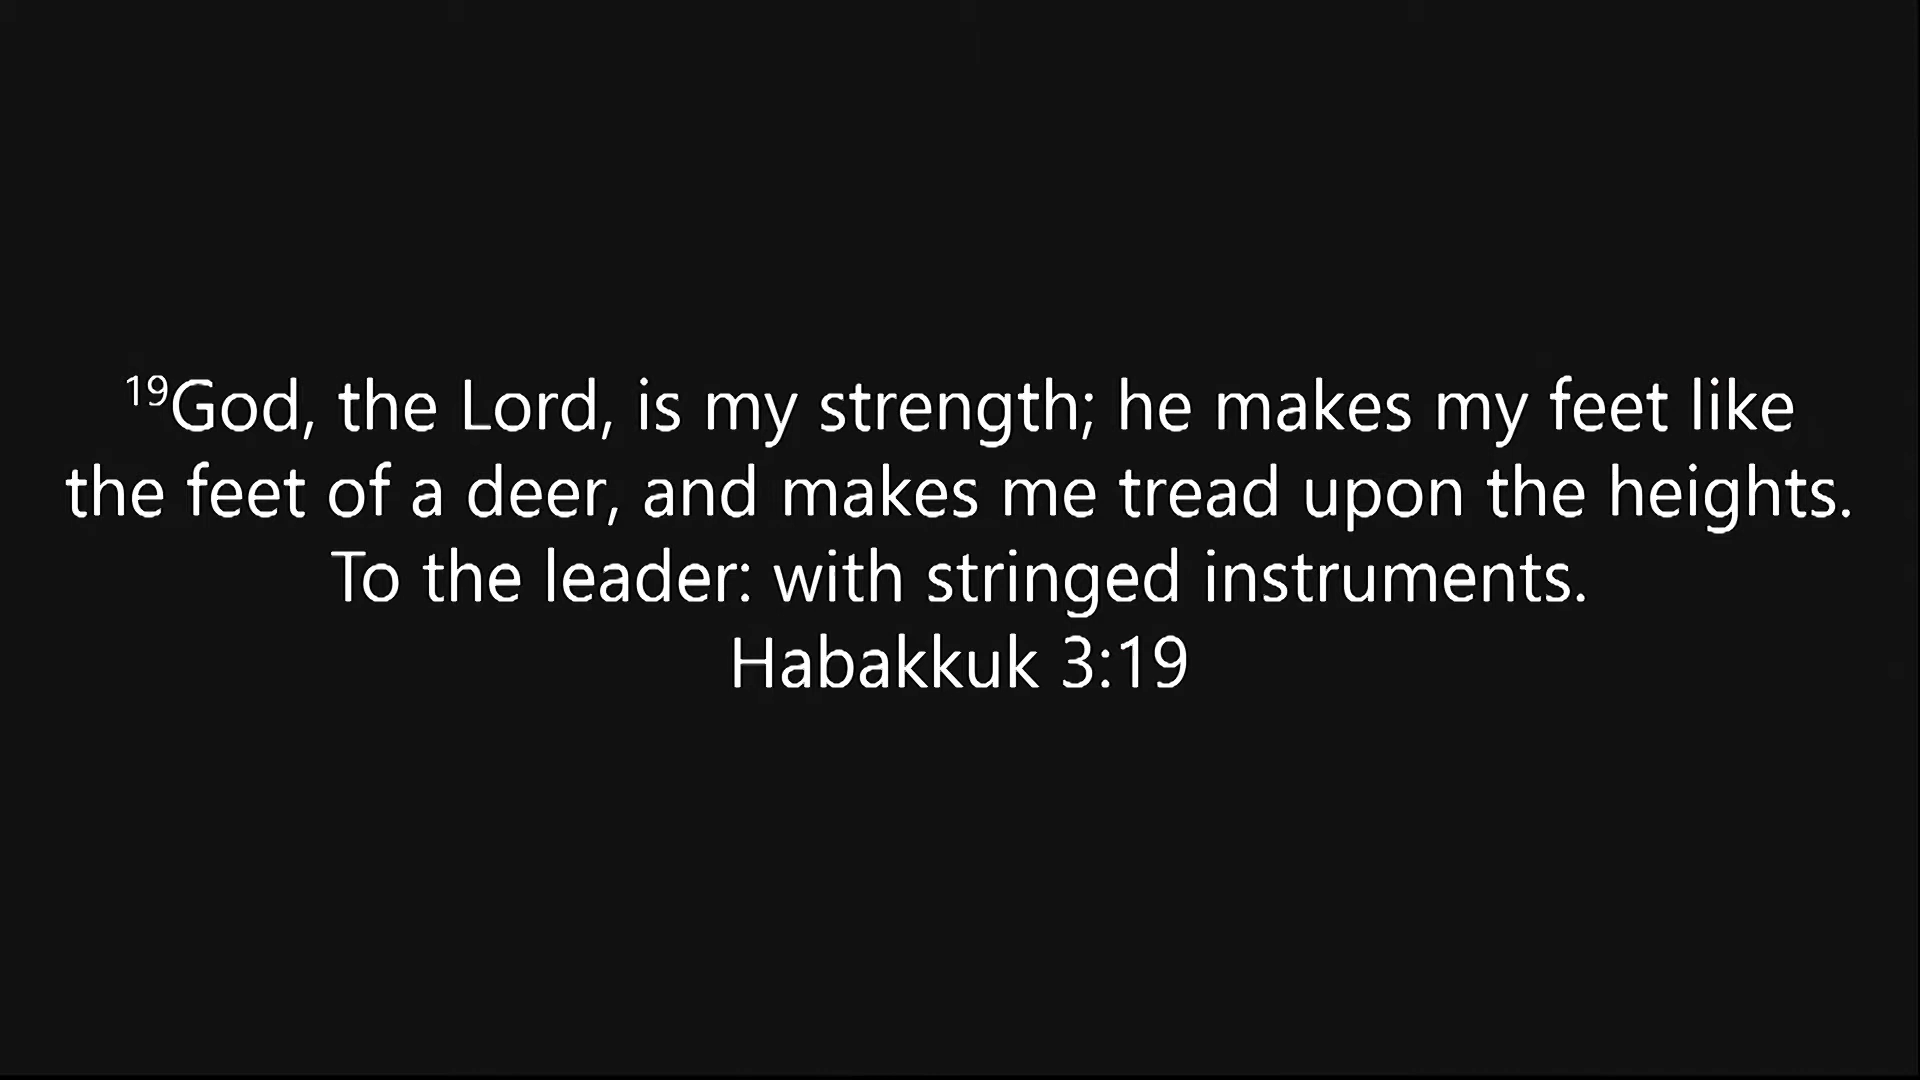 19God, the Lord, is my strength; he makes my feet like
the feet of a deer, and makes me tread upon the heights.
To the leader: with stringed instruments.
Habakkuk 3:19